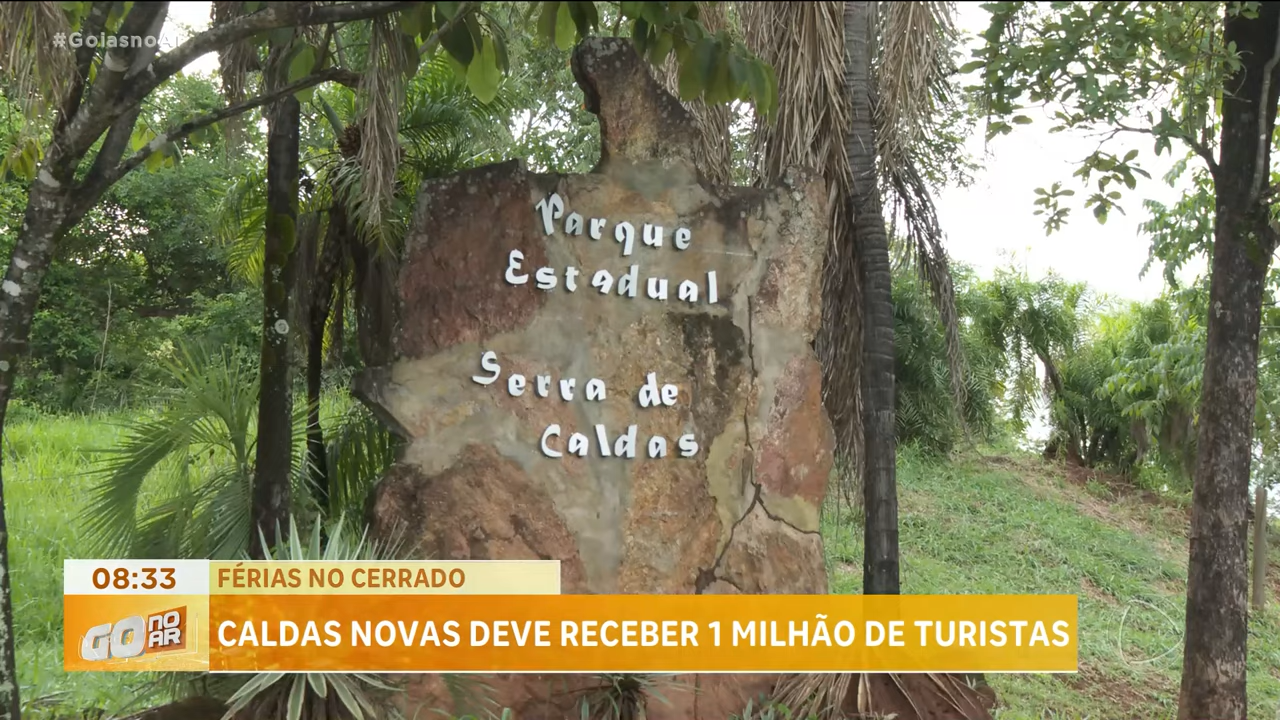 #GoiasnoAr
Parque
Estadual
Serra de
Caldas
08:33
FÉRIAS NO CERRADO
GO NO AR
CALDAS NOVAS DEVE RECEBER 1 MILHÃO DE TURISTAS